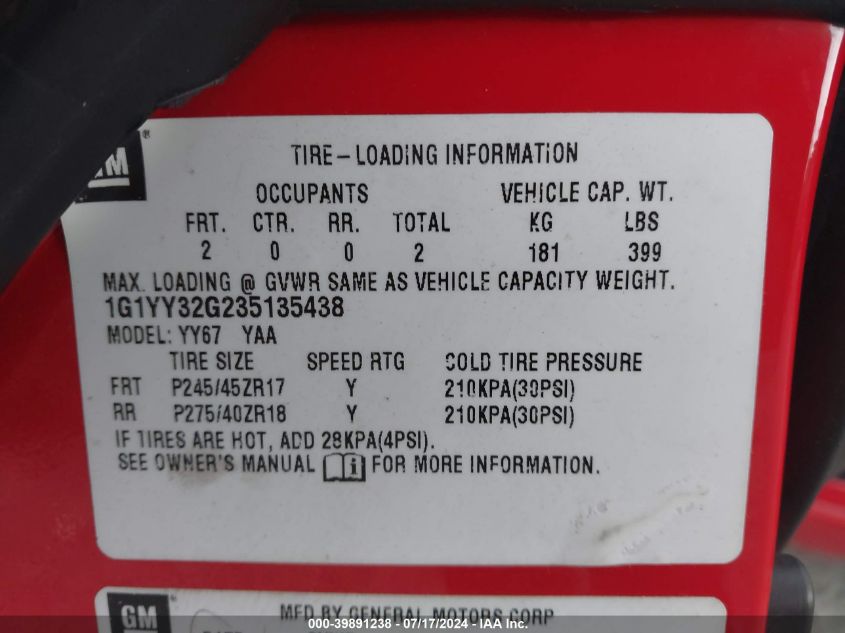 GM ®
TIRE-LOADING INFORMATION
OCCUPANTS VEHICLE CAP. WT.
FRT. CTR. RR. TOTAL KG LBS
2 0 0 2 181 399
MAX. LOADING @ GVWR SAME AS VEHICLE CAPACITY WEIGHT.
1G1YY32G235135438
MODEL: YY67 YAA
TIRE SIZE SPEED RTG COLD TIRE PRESSURE
FRT P245/45ZR17 Y 210KPA(30PSI)
RR P275/40ZR18 Y 210KPA(30PSI)
IF TIRES ARE HOT, ADD 28KPA(4PSI).
SEE OWNER'S MANUAL FOR MORE INFORMATION.
GM ®
MFD BY GENERAL MOTORS CORP
000-39891238 - 07/17/2024 - IAAI.com